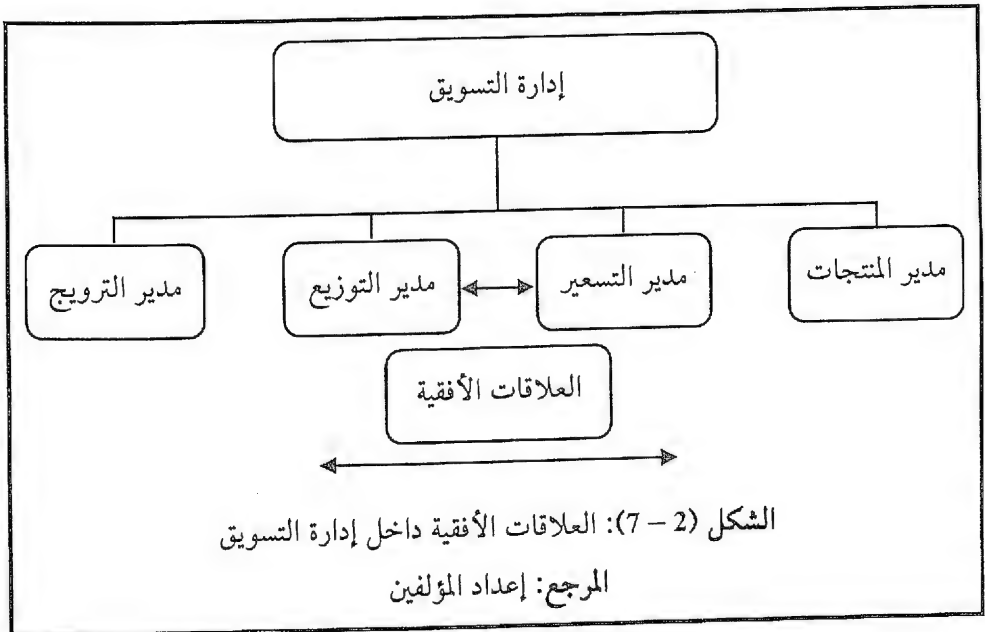 إدارة التسويق
مدير المنتجات
مدير التسعير
مدير التوزيع
مدير الترويج
العلاقات الأفقية
الشكل (2 – 7): العلاقات الأفقية داخل إدارة التسويق
المرجع: إعداد المؤلفين